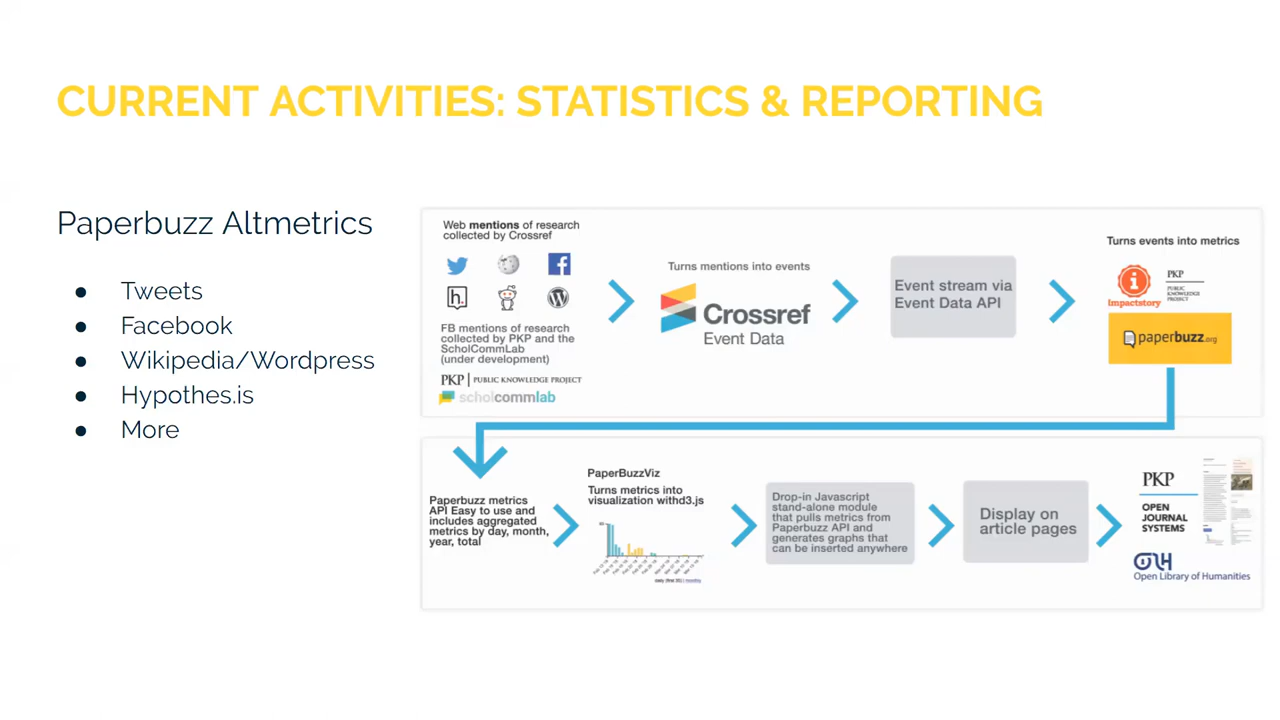 CURRENT ACTIVITIES: STATISTICS & REPORTING
Paperbuzz Altmetrics
● Tweets
● Facebook
● Wikipedia/Wordpress
● Hypothes.is
● More
Web mentions of research
collected by Crossref
h.
FB mentions of research
collected by PKP and the
ScholCommLab
(under development)
PKP | PUBLIC KNOWLEDGE PROJECT
scholcommlab
Turns mentions into events
Crossref
Event Data
Event stream via
Event Data API
Turns events into metrics
Impactstory
PKP
PUBLIC
KNOWLEDGE
PROJECT
paperbuzz.org
Paperbuzz metrics
API Easy to use and
includes aggregated
metrics by day, month,
year, total
PaperBuzzViz
Turns metrics into
visualization withd3.js
Drop-in Javascript
stand-alone module
that pulls metrics from
Paperbuzz API and
generates graphs that
can be inserted anywhere
Display on
article pages
PKP
OPEN
JOURNAL
SYSTEMS
OLH
Open Library of Humanities